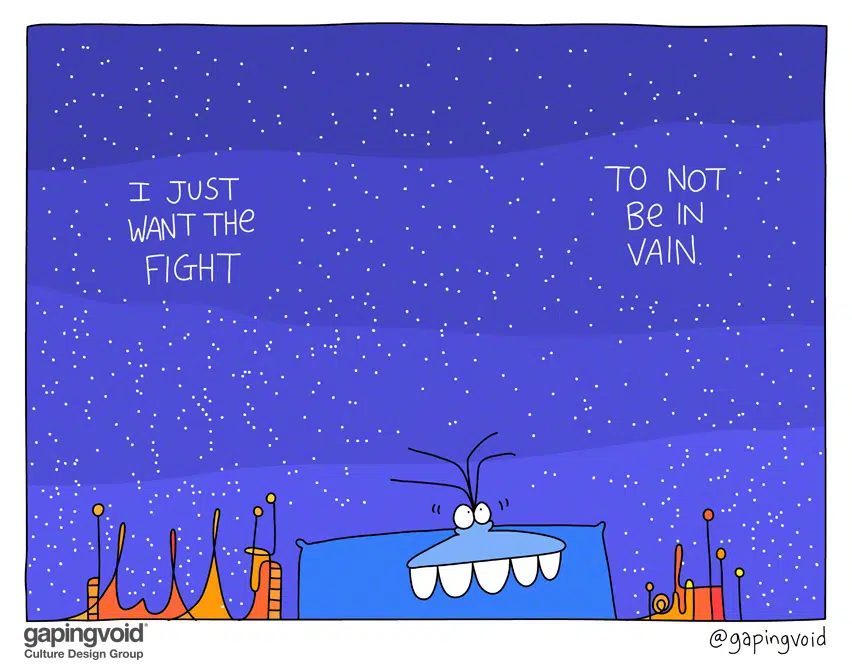 I JUST
WANT THe
FIGHT
TO NOT
Be IN
VAIN.
gapingvoid®
Culture Design Group
@gapingvoid